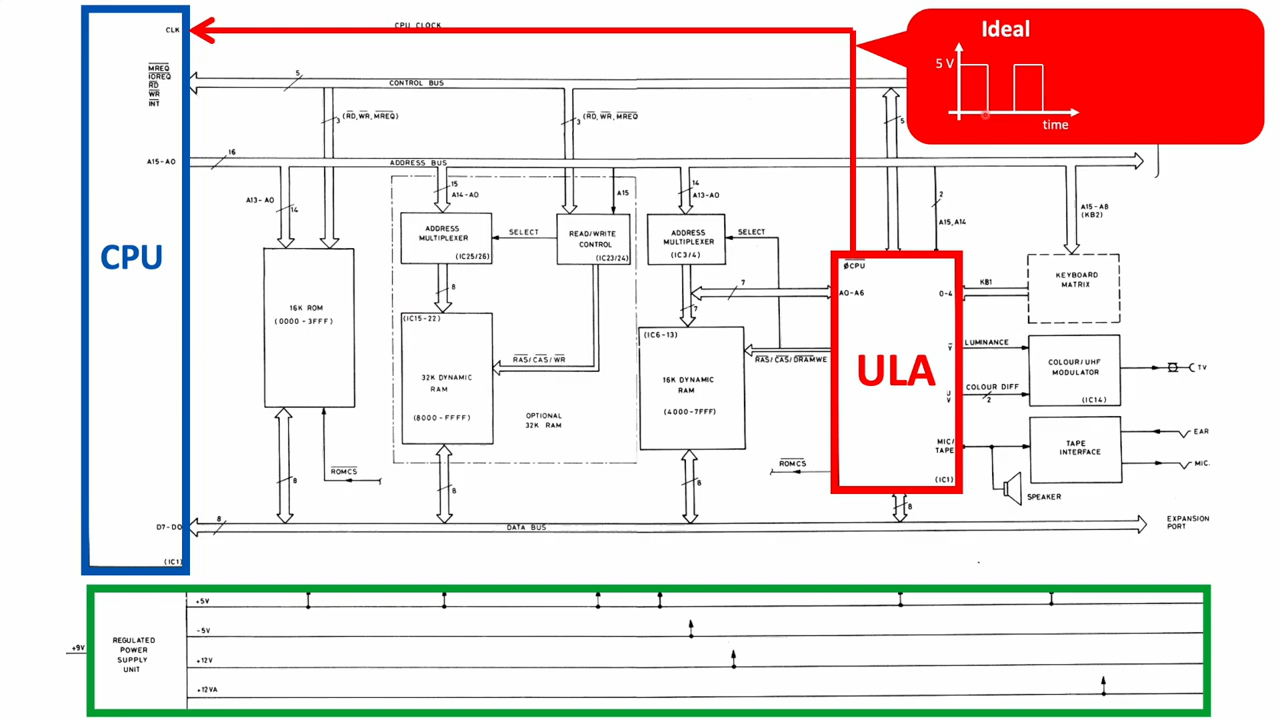 Ideal
5 V
time
CLK
CPU CLOCK
MREQ
IOREQ
RD
WR
INT
5
CONTROL BUS
3
(RD, WR, MREQ)
3
(RD, WR, MREQ
5
A15-A0
16
ADDRESS BUS
A13-A0
14
15
A14-A0
A15
14
A13-A0
2
A15, A14
A15-A8
(KB2)
CPU
ADDRESS
MULTIPLEXER
(IC25/26)
SELECT
READ/WRITE
CONTROL
(IC23/24)
ADDRESS
MULTIPLEXER
(IC3/4)
SELECT
ØCPU
KEYBOARD
MATRIX
16K ROM
(0000-3FFF)
8
7
7
A0-A6
0-4
KB1
(IC15-22)
32K DYNAMIC
RAM
(8000-FFFF)
RAS/CAS/WR
OPTIONAL
32K RAM
(IC6-13)
16K DYNAMIC
RAM
(4000-7FFF)
RAS/CAS/DRAMWE
ULA
Y
LUMINANCE
U
V
COLOUR DIFF
2
COLOUR/UHF
MODULATOR
(IC14)
TV
MIC/
TAPE
TAPE
INTERFACE
EAR
MIC.
ROMCS
ROMCS
(IC1)
SPEAKER
8
8
8
8
D7-D0
8
DATA BUS
EXPANSION
PORT
(IC1)
+9V
REGULATED
POWER
SUPPLY
UNIT
+5V
-5V
+12V
+12VA